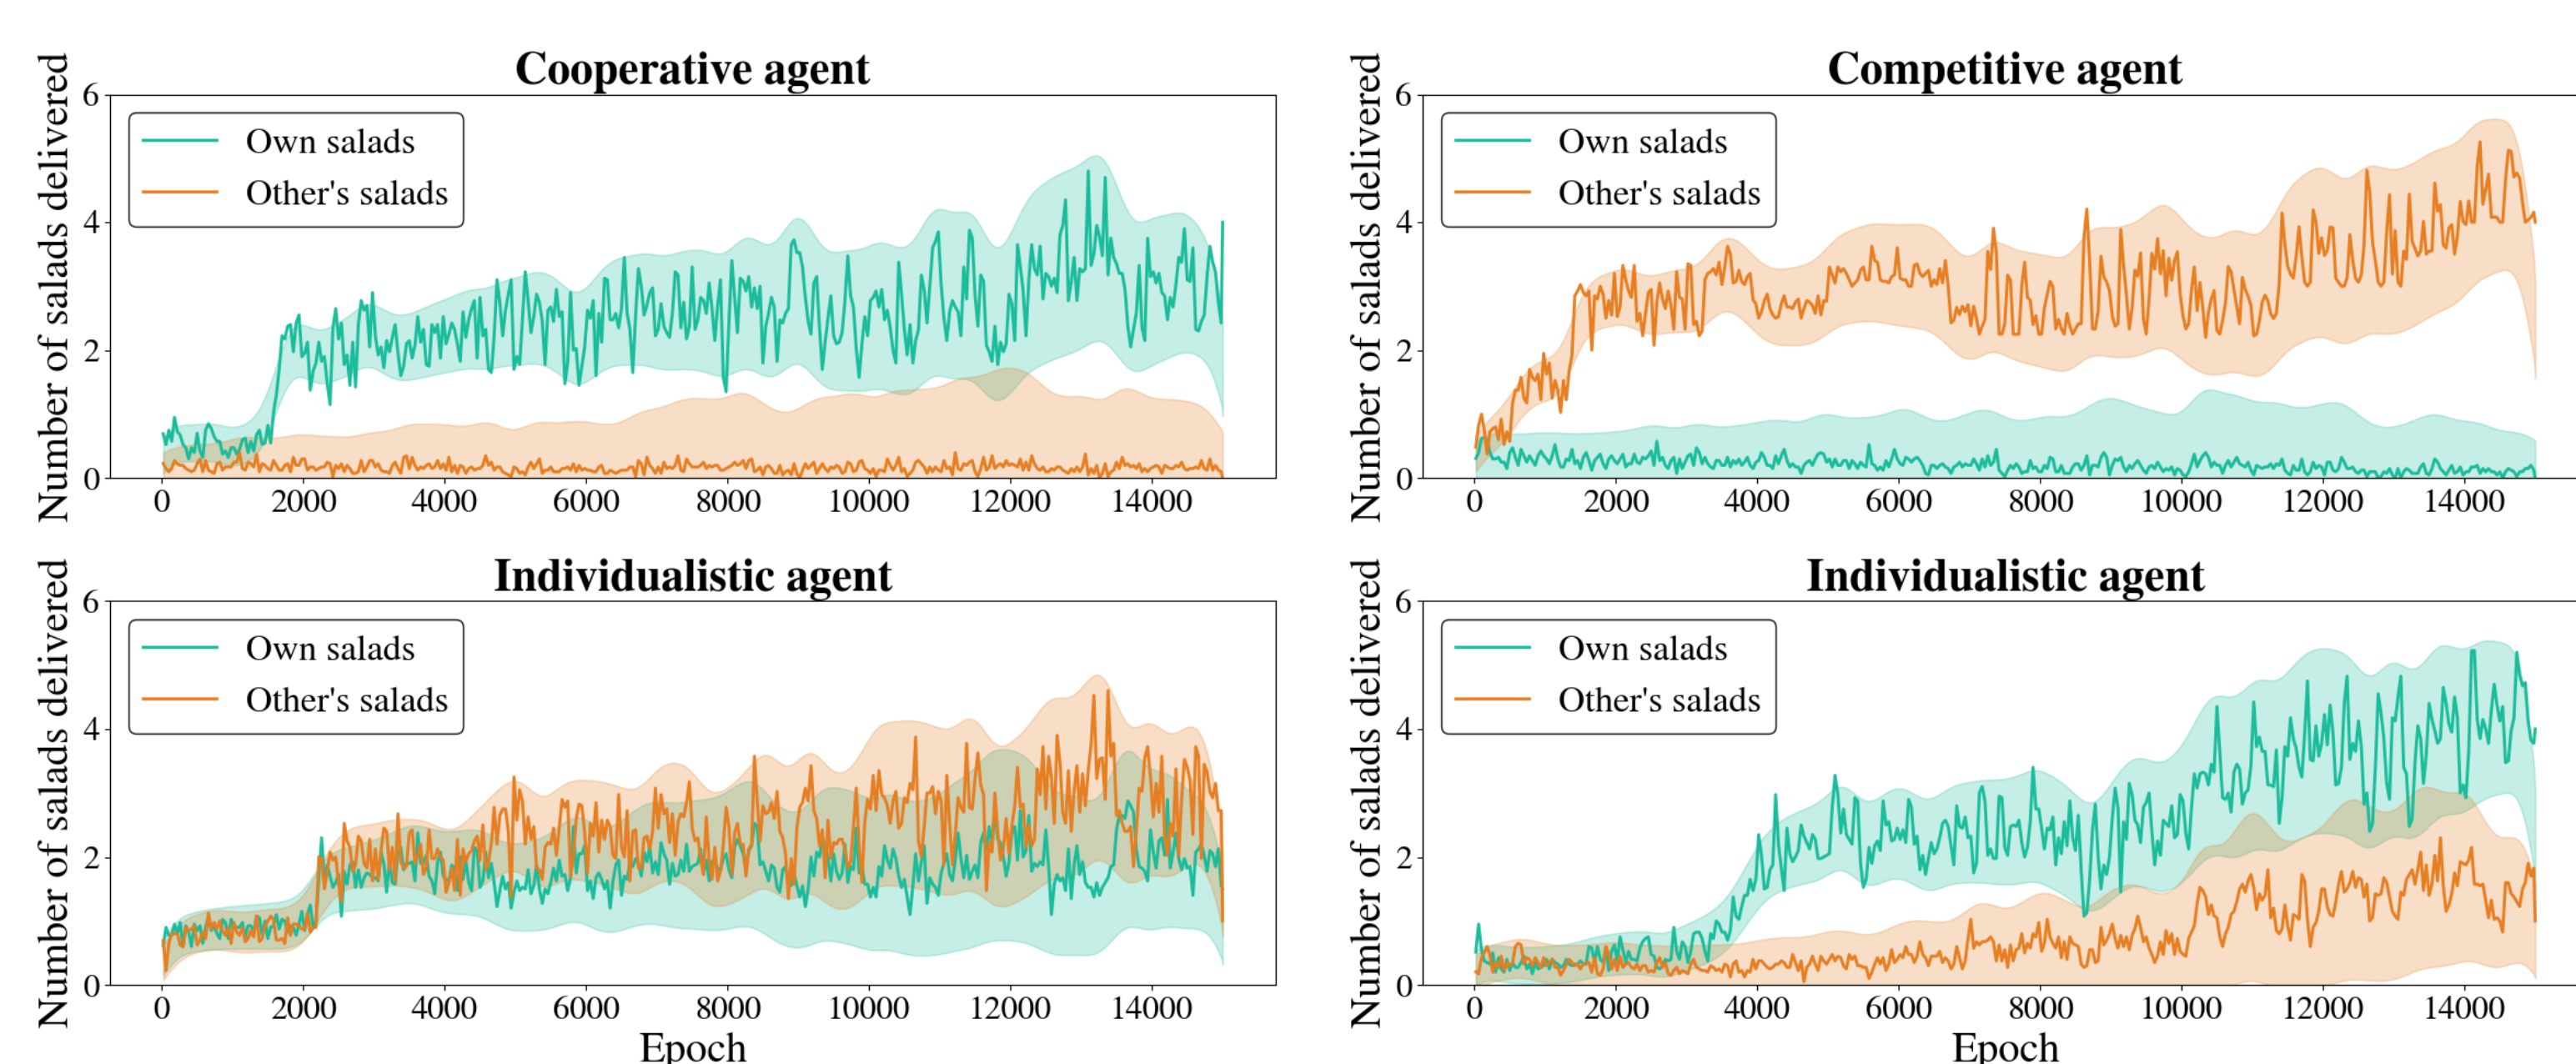 Cooperative agent
Number of salads delivered
6
4
2
0
Own salads
Other's salads
0 2000 4000 6000 8000 10000 12000 14000
Competitive agent
Number of salads delivered
6
4
2
0
Own salads
Other's salads
0 2000 4000 6000 8000 10000 12000 14000
Individualistic agent
Number of salads delivered
6
4
2
0
Own salads
Other's salads
0 2000 4000 6000 8000 10000 12000 14000
Epoch
Individualistic agent
Number of salads delivered
6
4
2
0
Own salads
Other's salads
0 2000 4000 6000 8000 10000 12000 14000
Epoch